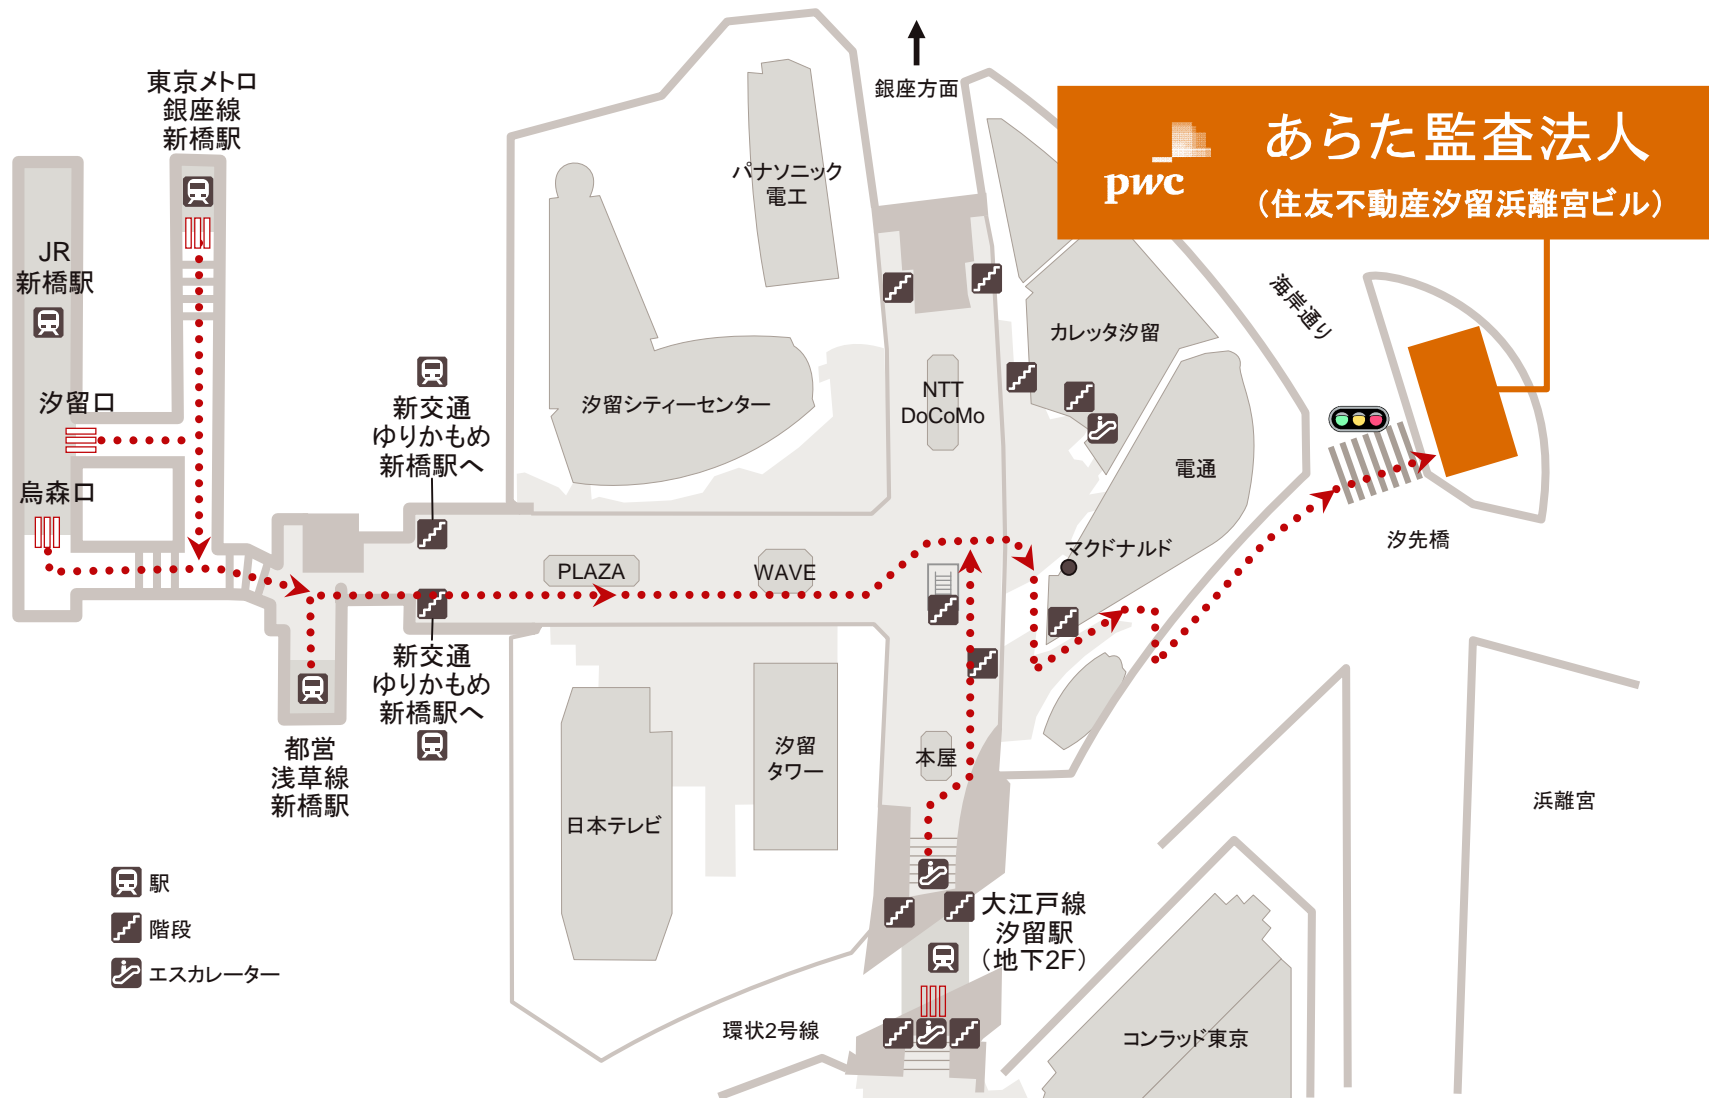 東京メトロ
銀座線
新橋駅
銀座方面
pwc
あらた監査法人
（住友不動産汐留浜離宮ビル）
パナソニック
電工
JR
新橋駅
海岸通り
カレッタ汐留
汐留口
新交通
ゆりかもめ
新橋駅へ
汐留シティーセンター
NTT
DoCoMo
電通
烏森口
汐先橋
マクドナルド
PLAZA
WAVE
新交通
ゆりかもめ
新橋駅へ
都営
浅草線
新橋駅
汐留
タワー
本屋
浜離宮
日本テレビ
駅
階段
エスカレーター
大江戸線
汐留駅
（地下2F）
環状2号線
コンラッド東京